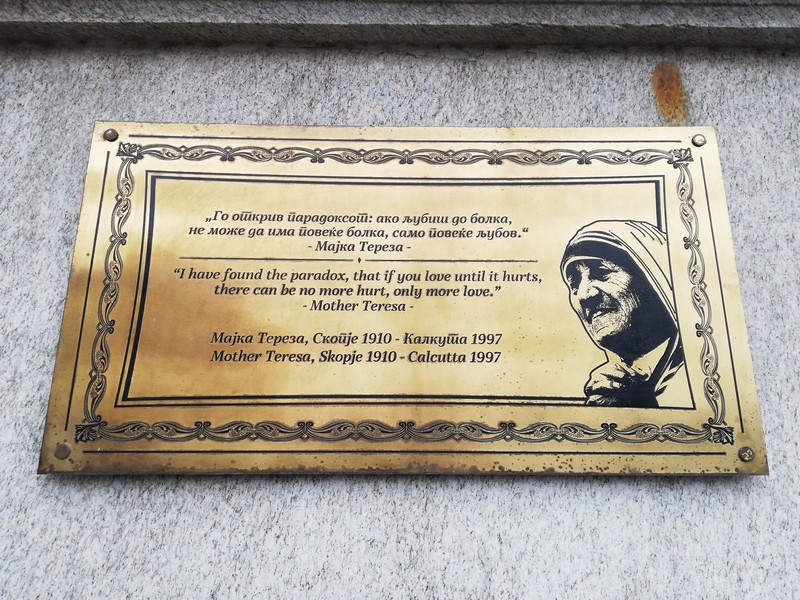 „Го открив парадоксот: ако љубиш до болка,
не може да има повеќе болка, само повеќе љубов.“
- Мајка Тереза -
“I have found the paradox, that if you love until it hurts,
there can be no more hurt, only more love.”
- Mother Teresa -
Мајка Тереза, Скопје 1910 - Калкута 1997
Mother Teresa, Skopje 1910 - Calcutta 1997